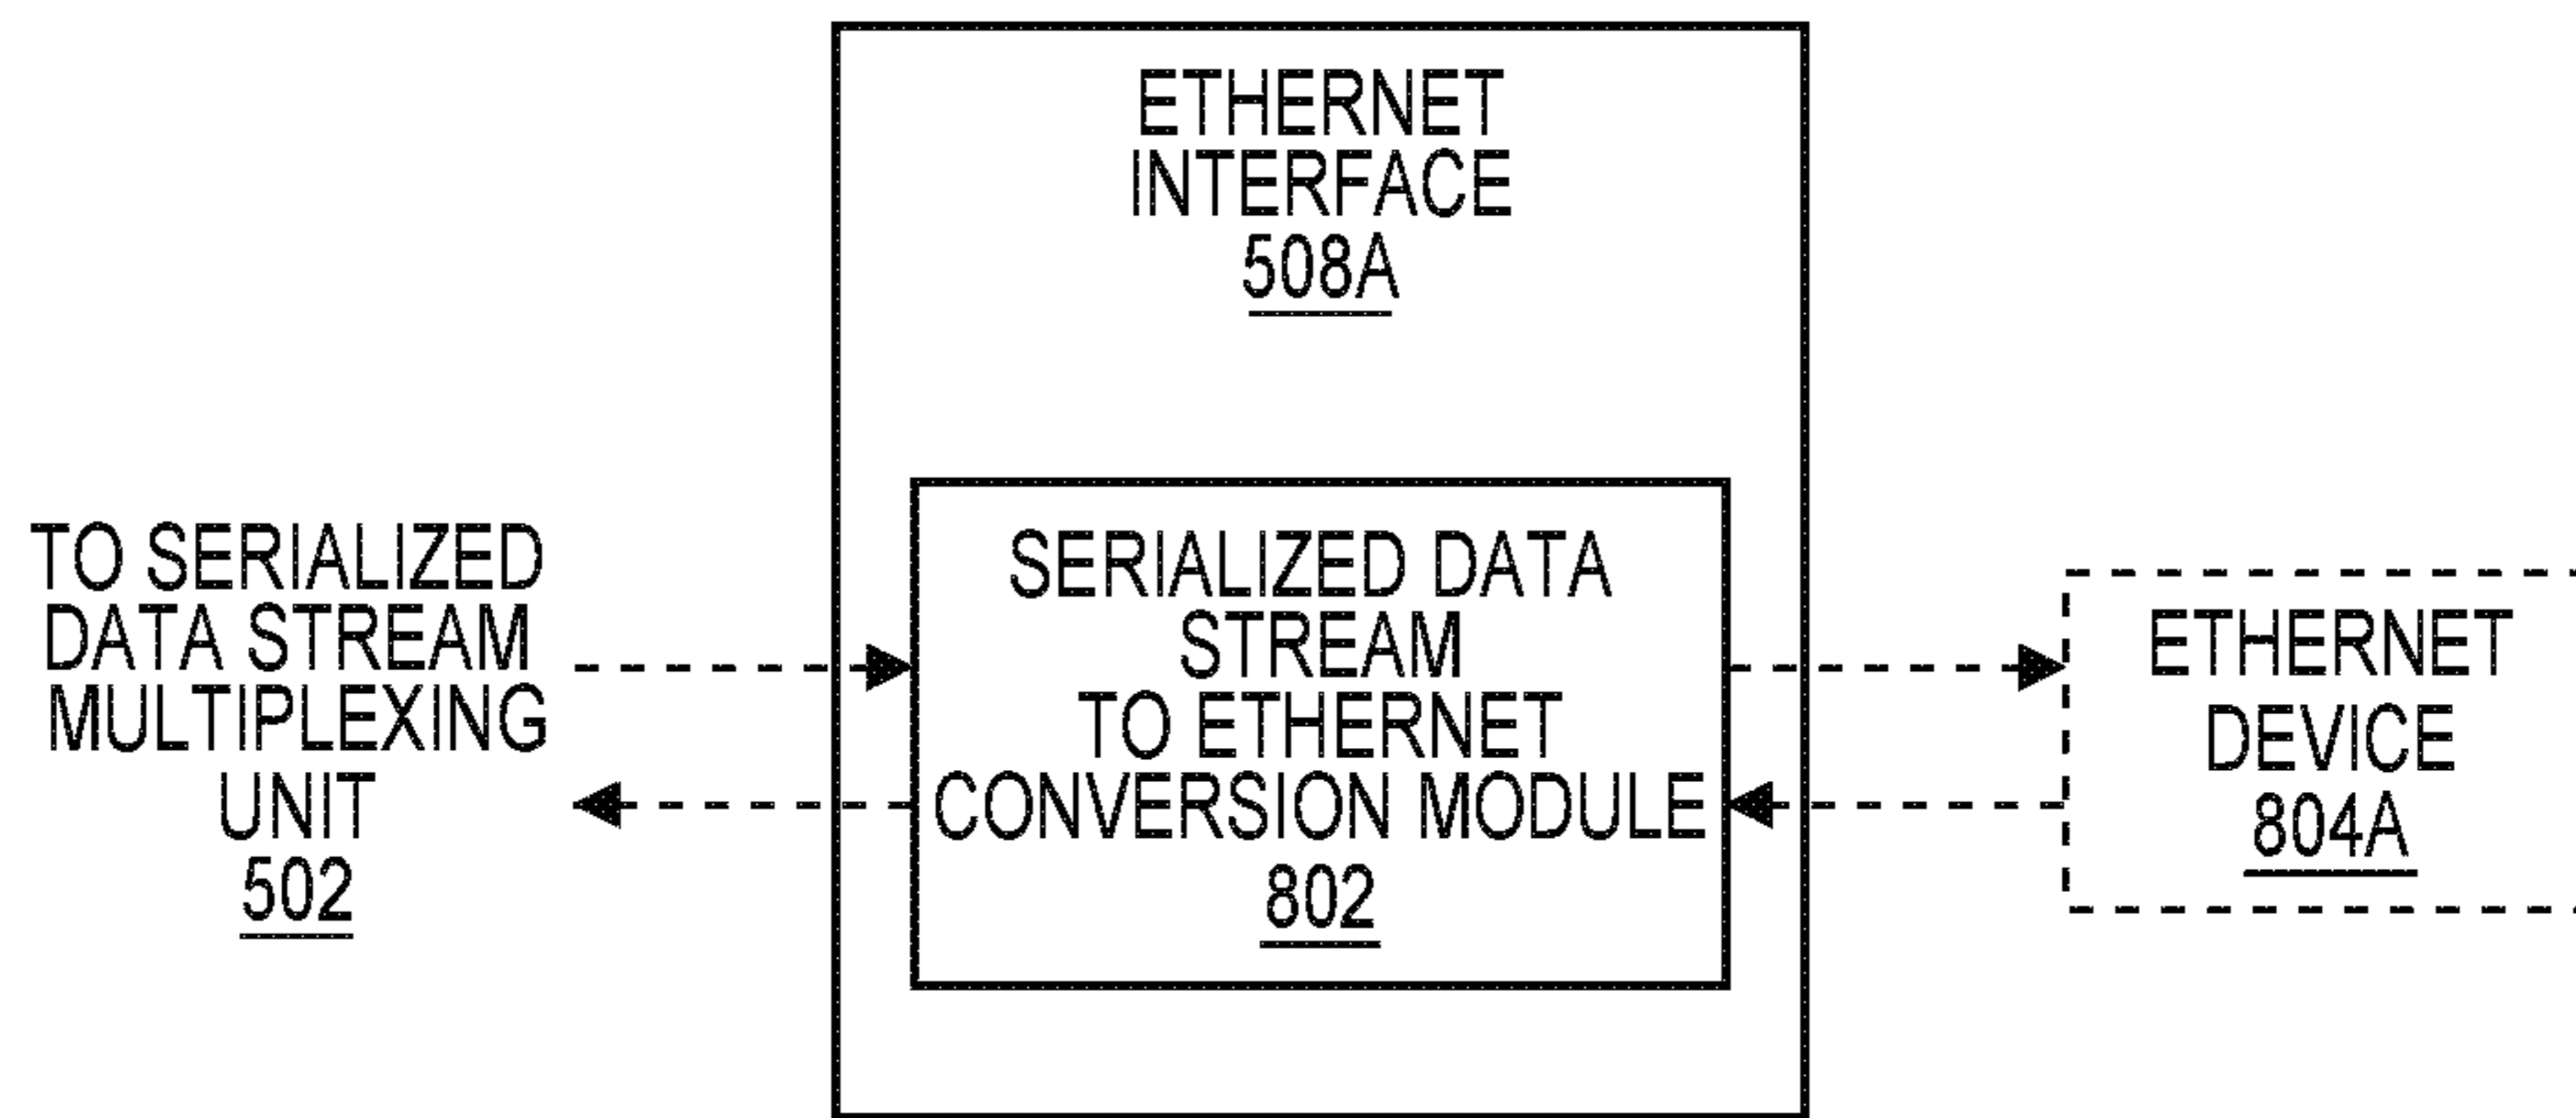 ETHERNET
INTERFACE
508A
TO SERIALIZED
DATA STREAM
MULTIPLEXING
UNIT
502
SERIALIZED DATA
STREAM
TO ETHERNET
CONVERSION MODULE
802
ETHERNET
DEVICE
804A